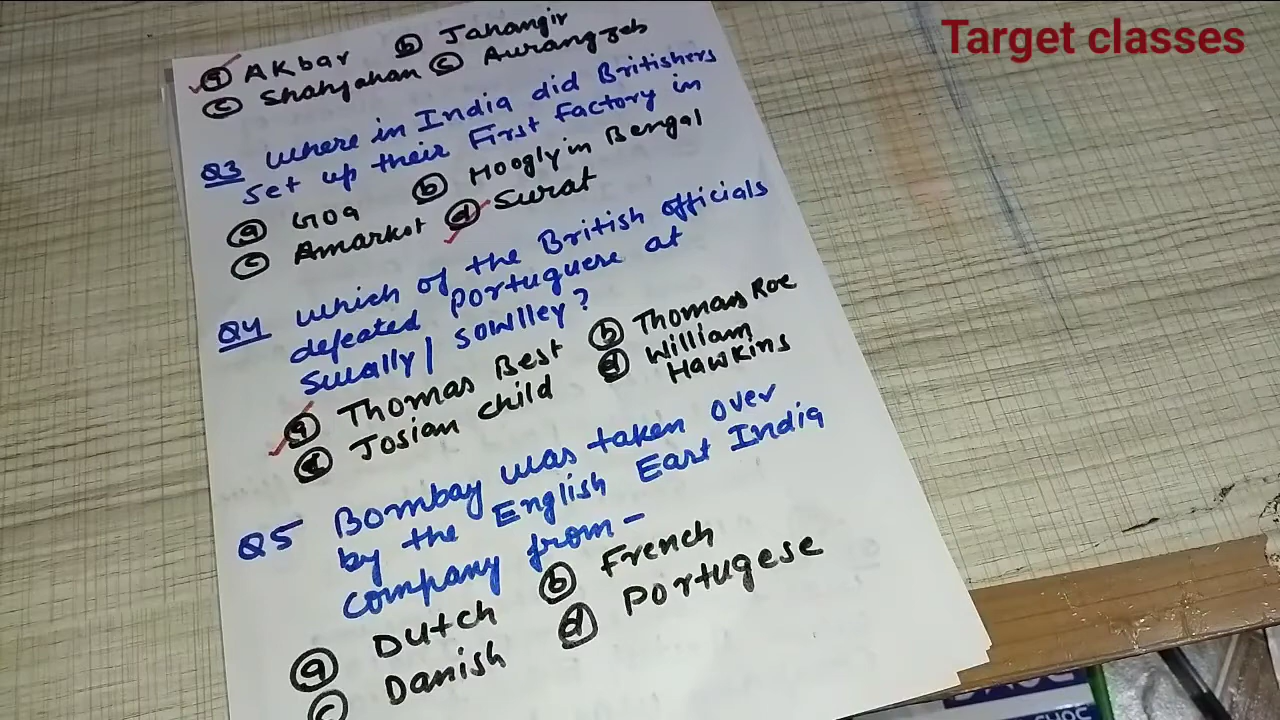 Target classes
ⓐ Akbar ⓑ Jahangir
ⓒ Shahjahan ⓒ Aurangzeb
Q3 Where in India did Britishers
set up their First factory in
ⓐ Goa ⓑ Hoogly in Bengal
ⓒ Amarkot ⓓ Surat
Q4 which of the British officials
defeated Portuguese at
Swally/ sowlley?
ⓐ Thomas Best ⓑ Thomas Roe
ⓒ Josian child ⓓ William
Hawkins
Q5 Bombay was taken over
by the English East India
company from-
ⓐ Dutch ⓑ French
ⓒ Danish ⓓ Portugese